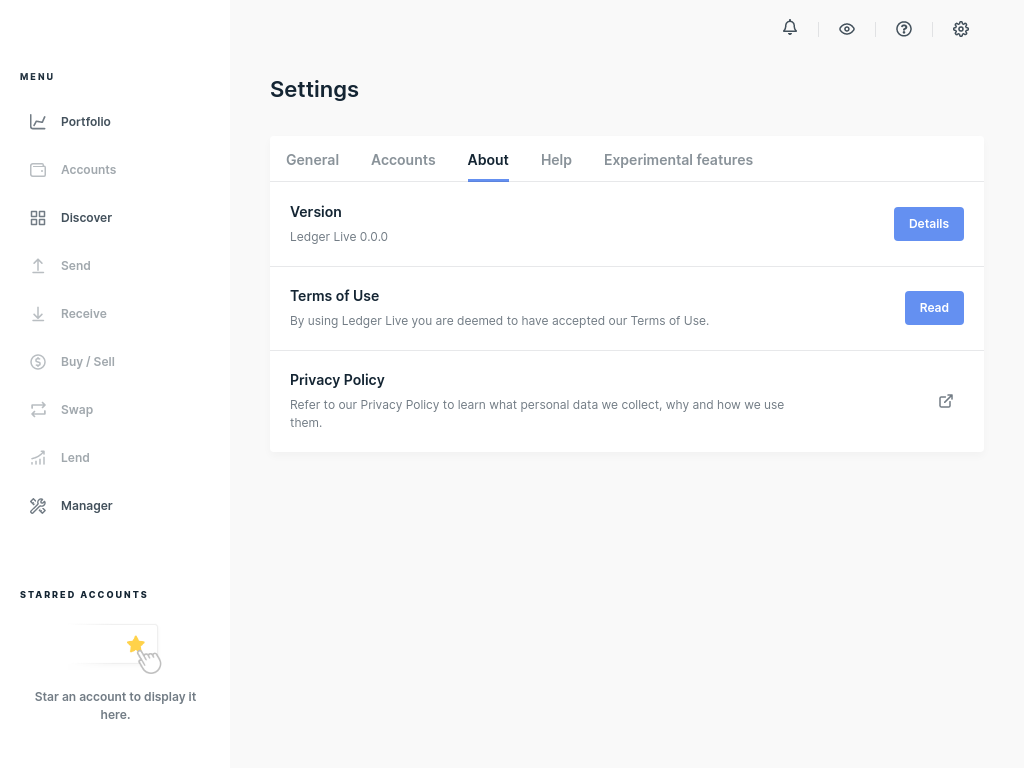 MENU
Portfolio
Accounts
Discover
Send
Receive
Buy / Sell
Swap
Lend
Manager
STARRED ACCOUNTS
Star an account to display it
here.
Settings
General Accounts About Help Experimental features
Version
Ledger Live 0.0.0
Details
Terms of Use
By using Ledger Live you are deemed to have accepted our Terms of Use.
Read
Privacy Policy
Refer to our Privacy Policy to learn what personal data we collect, why and how we use
them.